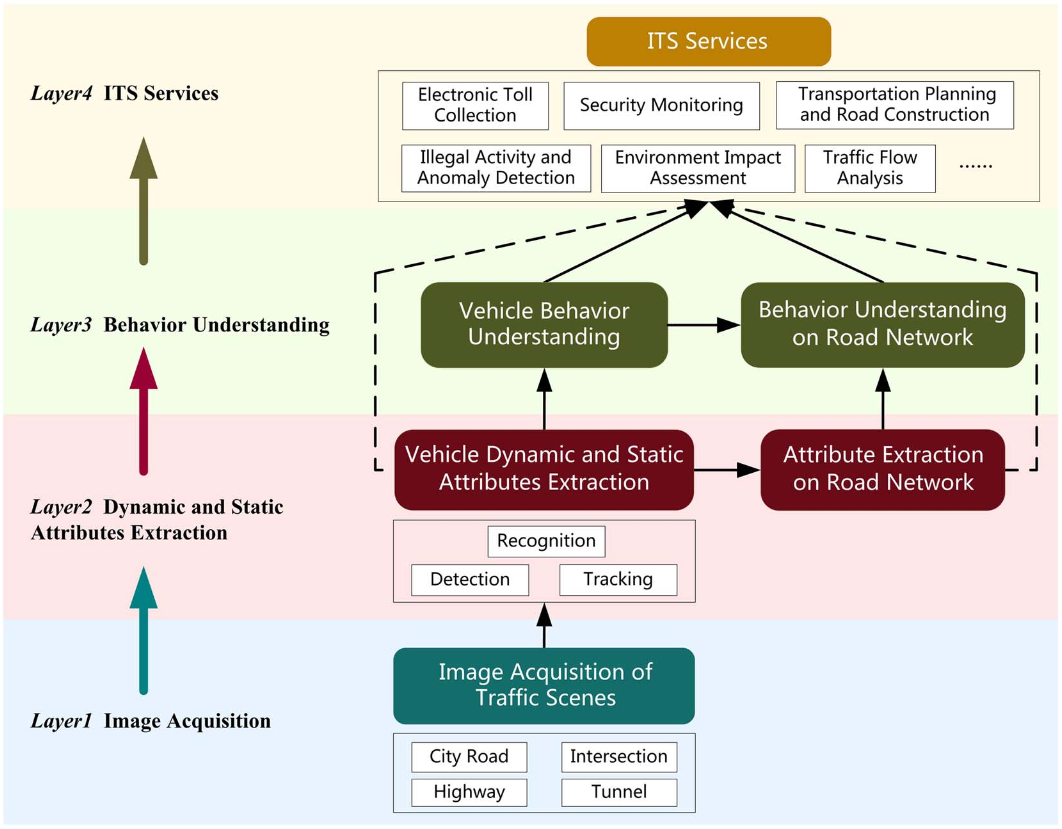 ITS Services
Layer4 ITS Services
Electronic Toll
Collection
Security Monitoring
Transportation Planning
and Road Construction
Illegal Activity and
Anomaly Detection
Environment Impact
Assessment
Traffic Flow
Analysis
......
Layer3 Behavior Understanding
Vehicle Behavior
Understanding
Behavior Understanding
on Road Network
Layer2 Dynamic and Static
Attributes Extraction
Vehicle Dynamic and Static
Attributes Extraction
Attribute Extraction
on Road Network
Recognition
Detection
Tracking
Layer1 Image Acquisition
Image Acquisition of
Traffic Scenes
City Road
Intersection
Highway
Tunnel